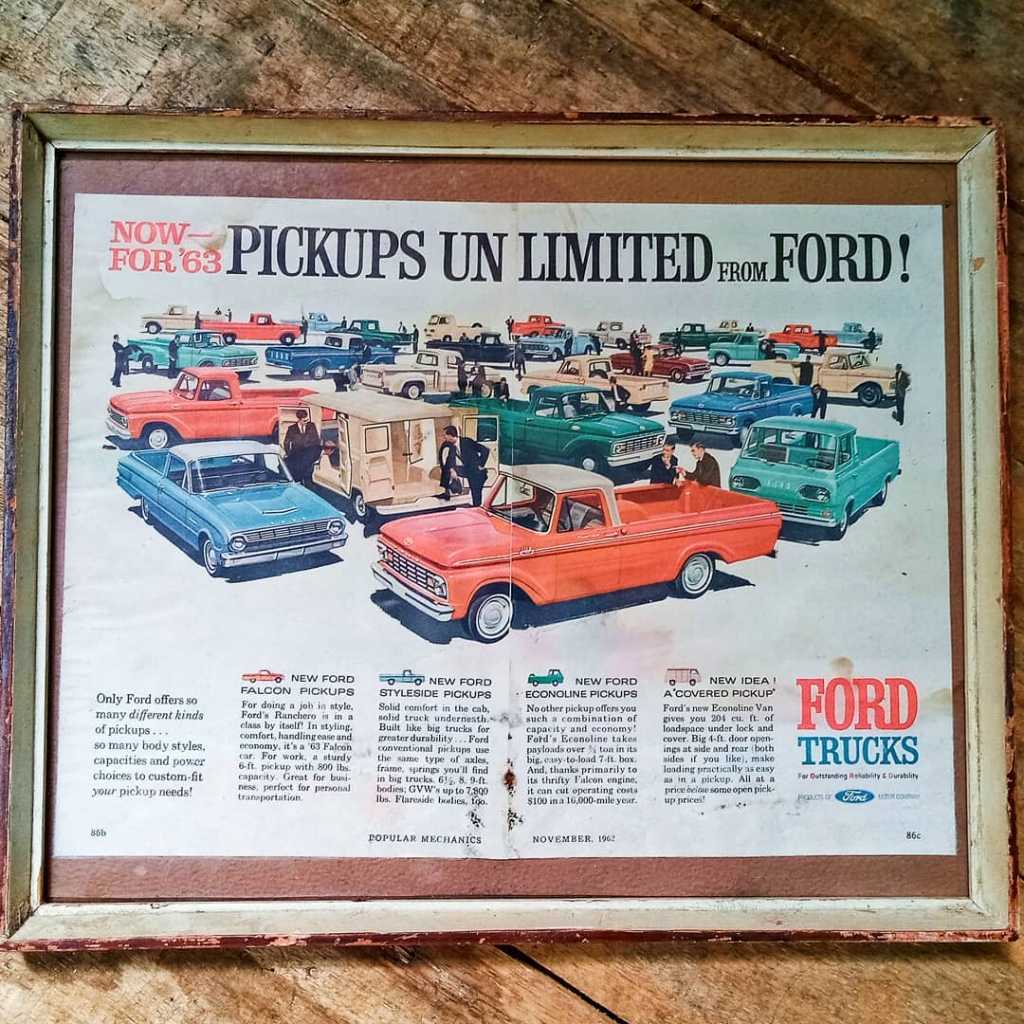 NOW—
FOR '63
PICKUPS UN LIMITED FROM FORD!
Only Ford offers so
many different kinds
of pickups . . .
so many body styles,
capacities and power
choices to custom-fit
your pickup needs!
NEW FORD
FALCON PICKUPS
For doing a job in style,
Ford's Ranchero is in a
class by itself! In styling,
comfort, handling ease and
economy, it's a '63 Falcon
car. For work, a sturdy
6-ft. pickup with 800 lbs.
capacity. Great for busi-
ness, perfect for personal
transportation.
NEW FORD
STYLESIDE PICKUPS
Solid comfort in the cab,
solid truck underneath.
Built like big trucks for
greater durability . . . Ford
conventional pickups use
the same type of axles,
frame, springs you'll find
in big trucks. 6½, 8, 9-ft.
bodies; GVW's up to 7,800
lbs. Flareside bodies, too.
NEW FORD
ECONOLINE PICKUPS
No other pickup offers you
such a combination of
capacity and economy!
Ford's Econoline takes
payloads over ¾ ton in its
big, easy-to-load 7-ft. box.
And, thanks primarily to
its thrifty Falcon engine,
it can cut operating costs
$100 in a 16,000-mile year.
NEW IDEA!
A "COVERED PICKUP"
Ford's new Econoline Van
gives you 204 cu. ft. of
loadspace under lock and
cover. Big 4-ft. door open-
ings at side and rear (both
sides if you like), make
loading practically as easy
as in a pickup. All at a
price below some open pick-
up prices!
FORD
TRUCKS
For Outstanding Reliability & Durability
PRODUCTS OF Ford MOTOR COMPANY
86b
POPULAR MECHANICS
NOVEMBER, 1962
86c